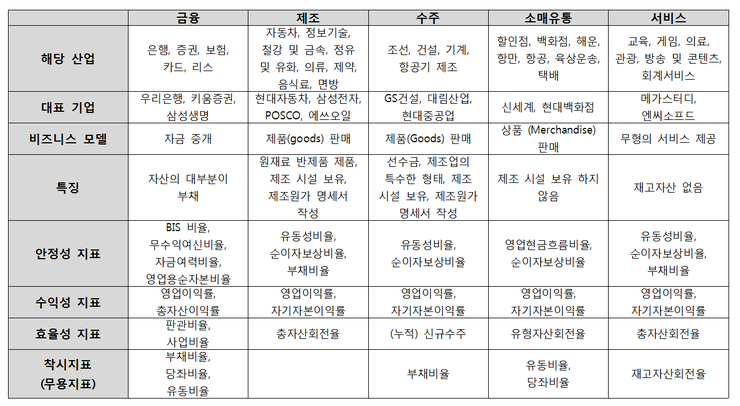 금융 제조 수주 소매유통 서비스
해당 산업
은행, 증권, 보험,
카드, 리스
자동차, 정보기술,
철강 및 금속, 정유
및 유화, 의류, 제약,
음식료, 면방
조선, 건설, 기계,
항공기 제조
할인점, 백화점, 해운,
항만, 항공, 육상운송,
택배
교육, 게임, 의료,
관광, 방송 및 콘텐츠,
회계서비스
대표 기업
우리은행, 키움증권,
삼성생명
현대자동차, 삼성전자,
POSCO, 에쓰오일
GS건설, 대림산업,
현대중공업
신세계, 현대백화점
메가스터디,
엔씨소프드
비즈니스 모델
자금 중개
제품(goods) 판매
제품(Goods) 판매
상품 (Merchandise)
판매
무형의 서비스 제공
특징
자산의 대부분이
부채
원재료 반제품 제품,
제조 시설 보유,
제조원가 명세서
작성
선수금, 제조업의
특수한 형태, 제조
시설 보유, 제조원가
명세서 작성
제조 시설 보유 하지
않음
재고자산 없음
안정성 지표
BIS 비율,
무수익여신비율,
자금여력비율,
영업용순자본비율
유동성비율,
순이자보상비율,
부채비율
유동성비율,
순이자보상비율
영업현금흐름비율,
순이자보상비율
유동성비율,
순이자보상비율,
부채비율
수익성 지표
영업이익률,
총자산이익률
영업이익률,
자기자본이익률
영업이익률,
자기자본이익률
영업이익률,
자기자본이익률
영업이익률,
자기자본이익률
효율성 지표
판관비율,
사업비율
총자산회전율
(누적) 신규수주
유형자산회전율
총자산회전율
착시지표
(무용지표)
부채비율,
당좌비율,
유동비율
부채비율
유동비율,
당좌비율
재고자산회전율